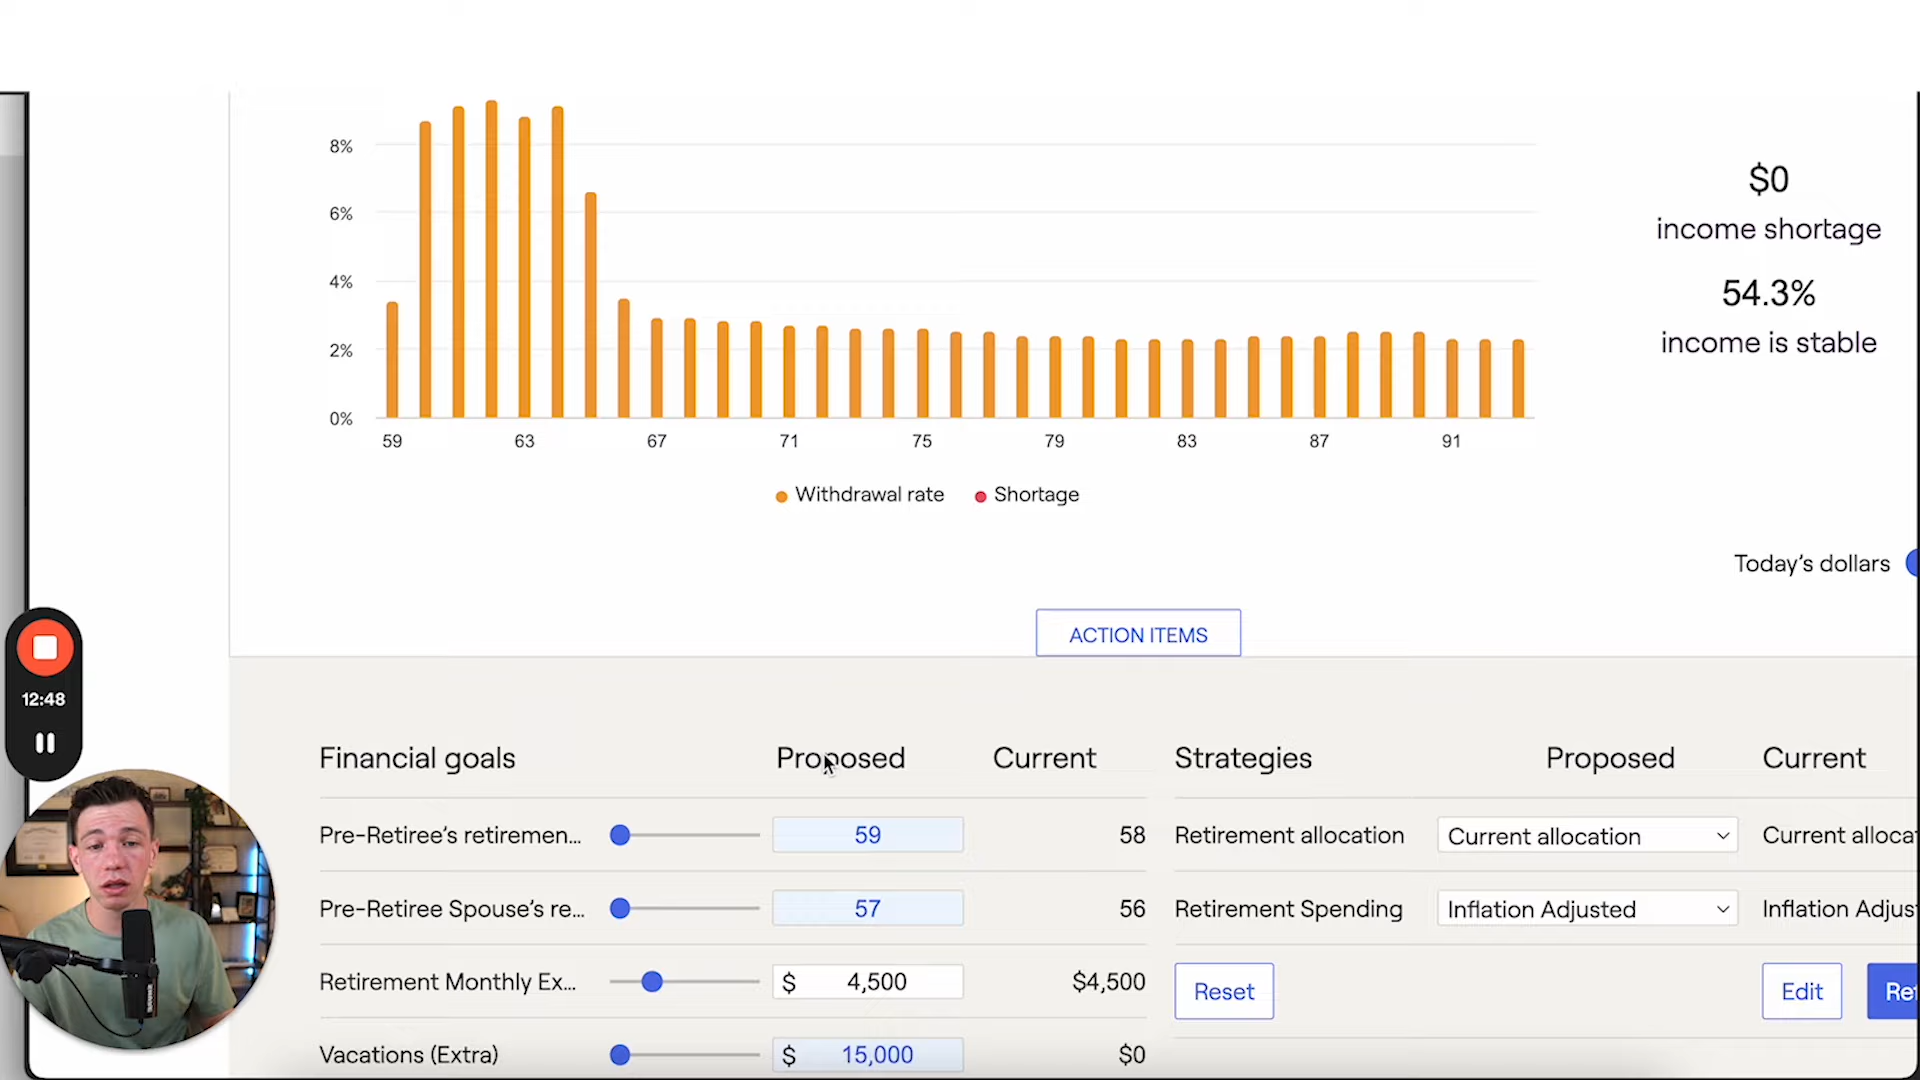 8%
6%
4%
2%
0%
59 63 67 71 75 79 83 87 91
Withdrawal rate Shortage
$0
income shortage
54.3%
income is stable
Today's dollars
ACTION ITEMS
12:48
Financial goals Proposed Current
Pre-Retiree's retiremen... 59 58
Pre-Retiree Spouse's re... 57 56
Retirement Monthly Ex... $ 4,500 $4,500
Vacations (Extra) $ 15,000 $0
Strategies Proposed Current
Retirement allocation Current allocation Current alloca
Retirement Spending Inflation Adjusted Inflation Adjus
Reset Edit Re